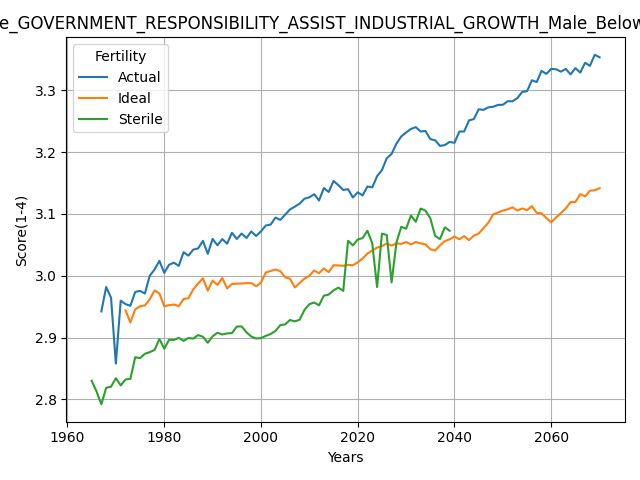 e_GOVERNMENT_RESPONSIBILITY_ASSIST_INDUSTRIAL_GROWTH_Male_Below
Fertility
Actual
Ideal
Sterile
3.3
3.2
3.1
3.0
2.9
2.8
Score(1-4)
1960 1980 2000 2020 2040 2060
Years